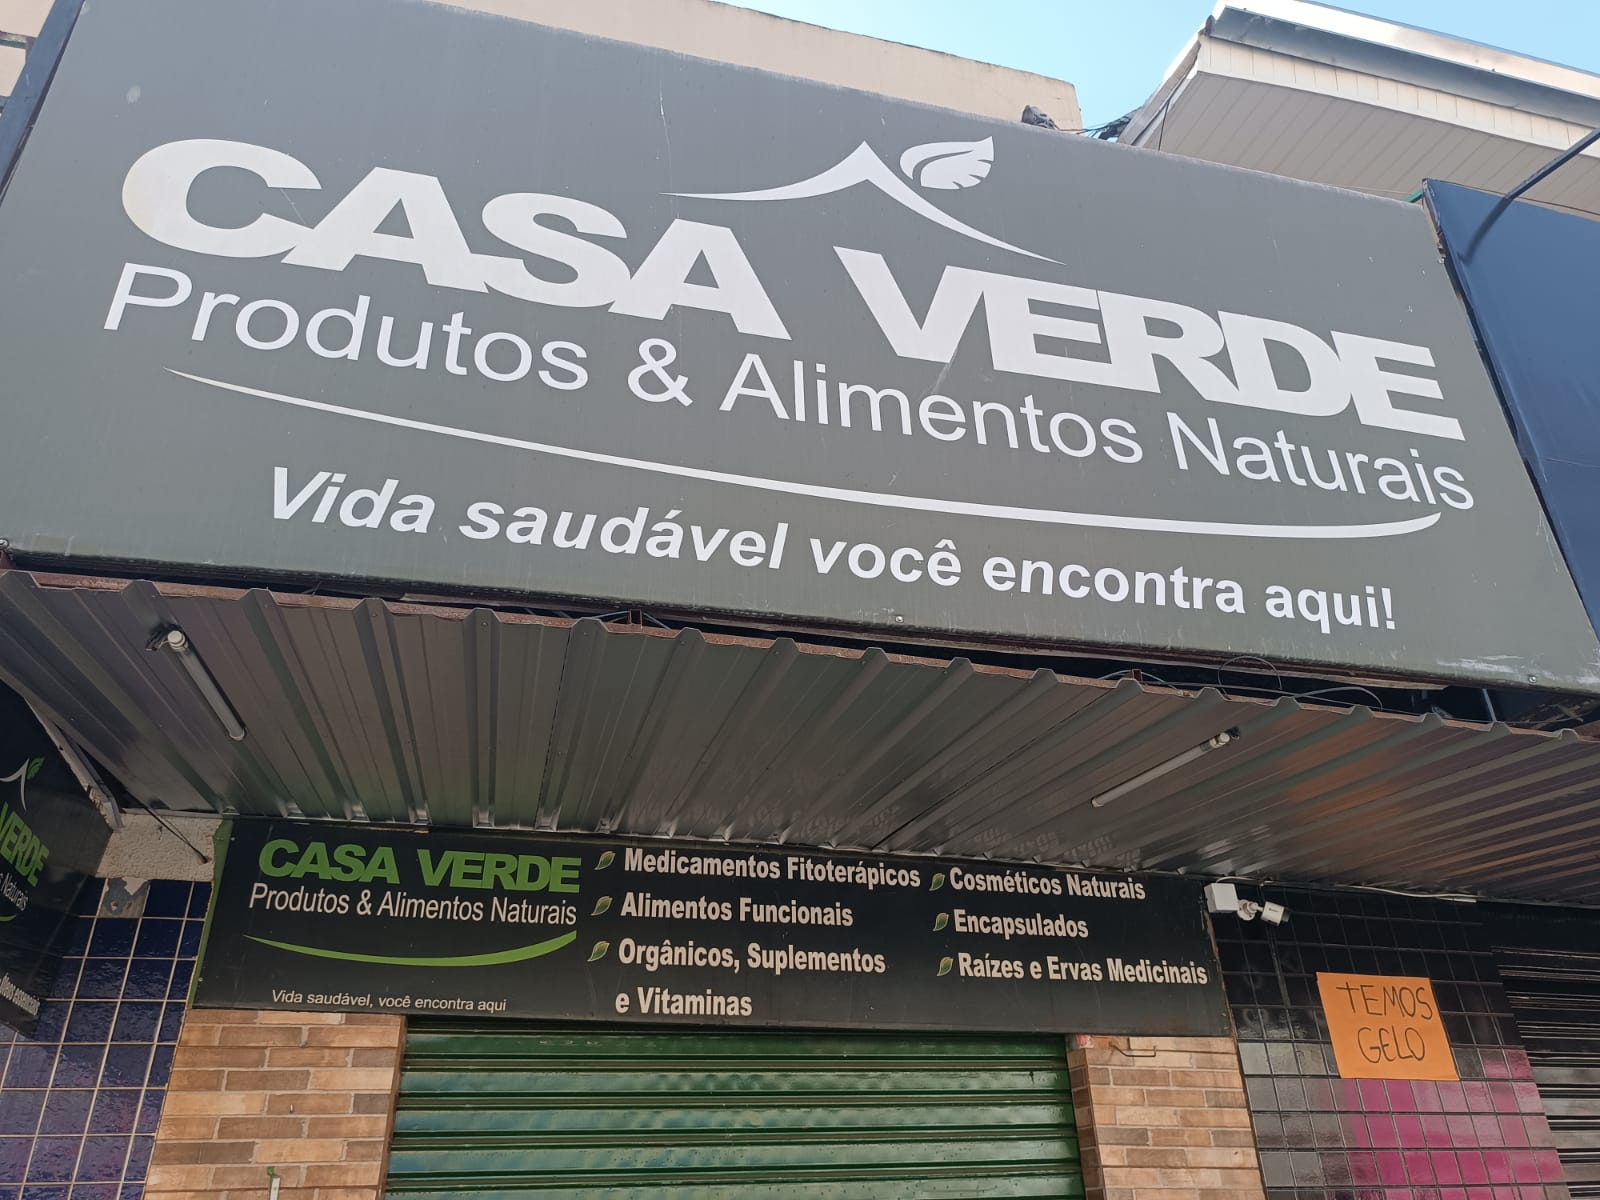 CASA VERDE
Produtos & Alimentos Naturais
Vida saudável você encontra aqui!
CASA VERDE
Produtos & Alimentos Naturais
Vida saudável, você encontra aqui
Medicamentos Fitoterápicos
Alimentos Funcionais
Orgânicos, Suplementos
e Vitaminas
Cosméticos Naturais
Encapsulados
Raízes e Ervas Medicinais
TEMOS
GELO
VERDE
Naturais